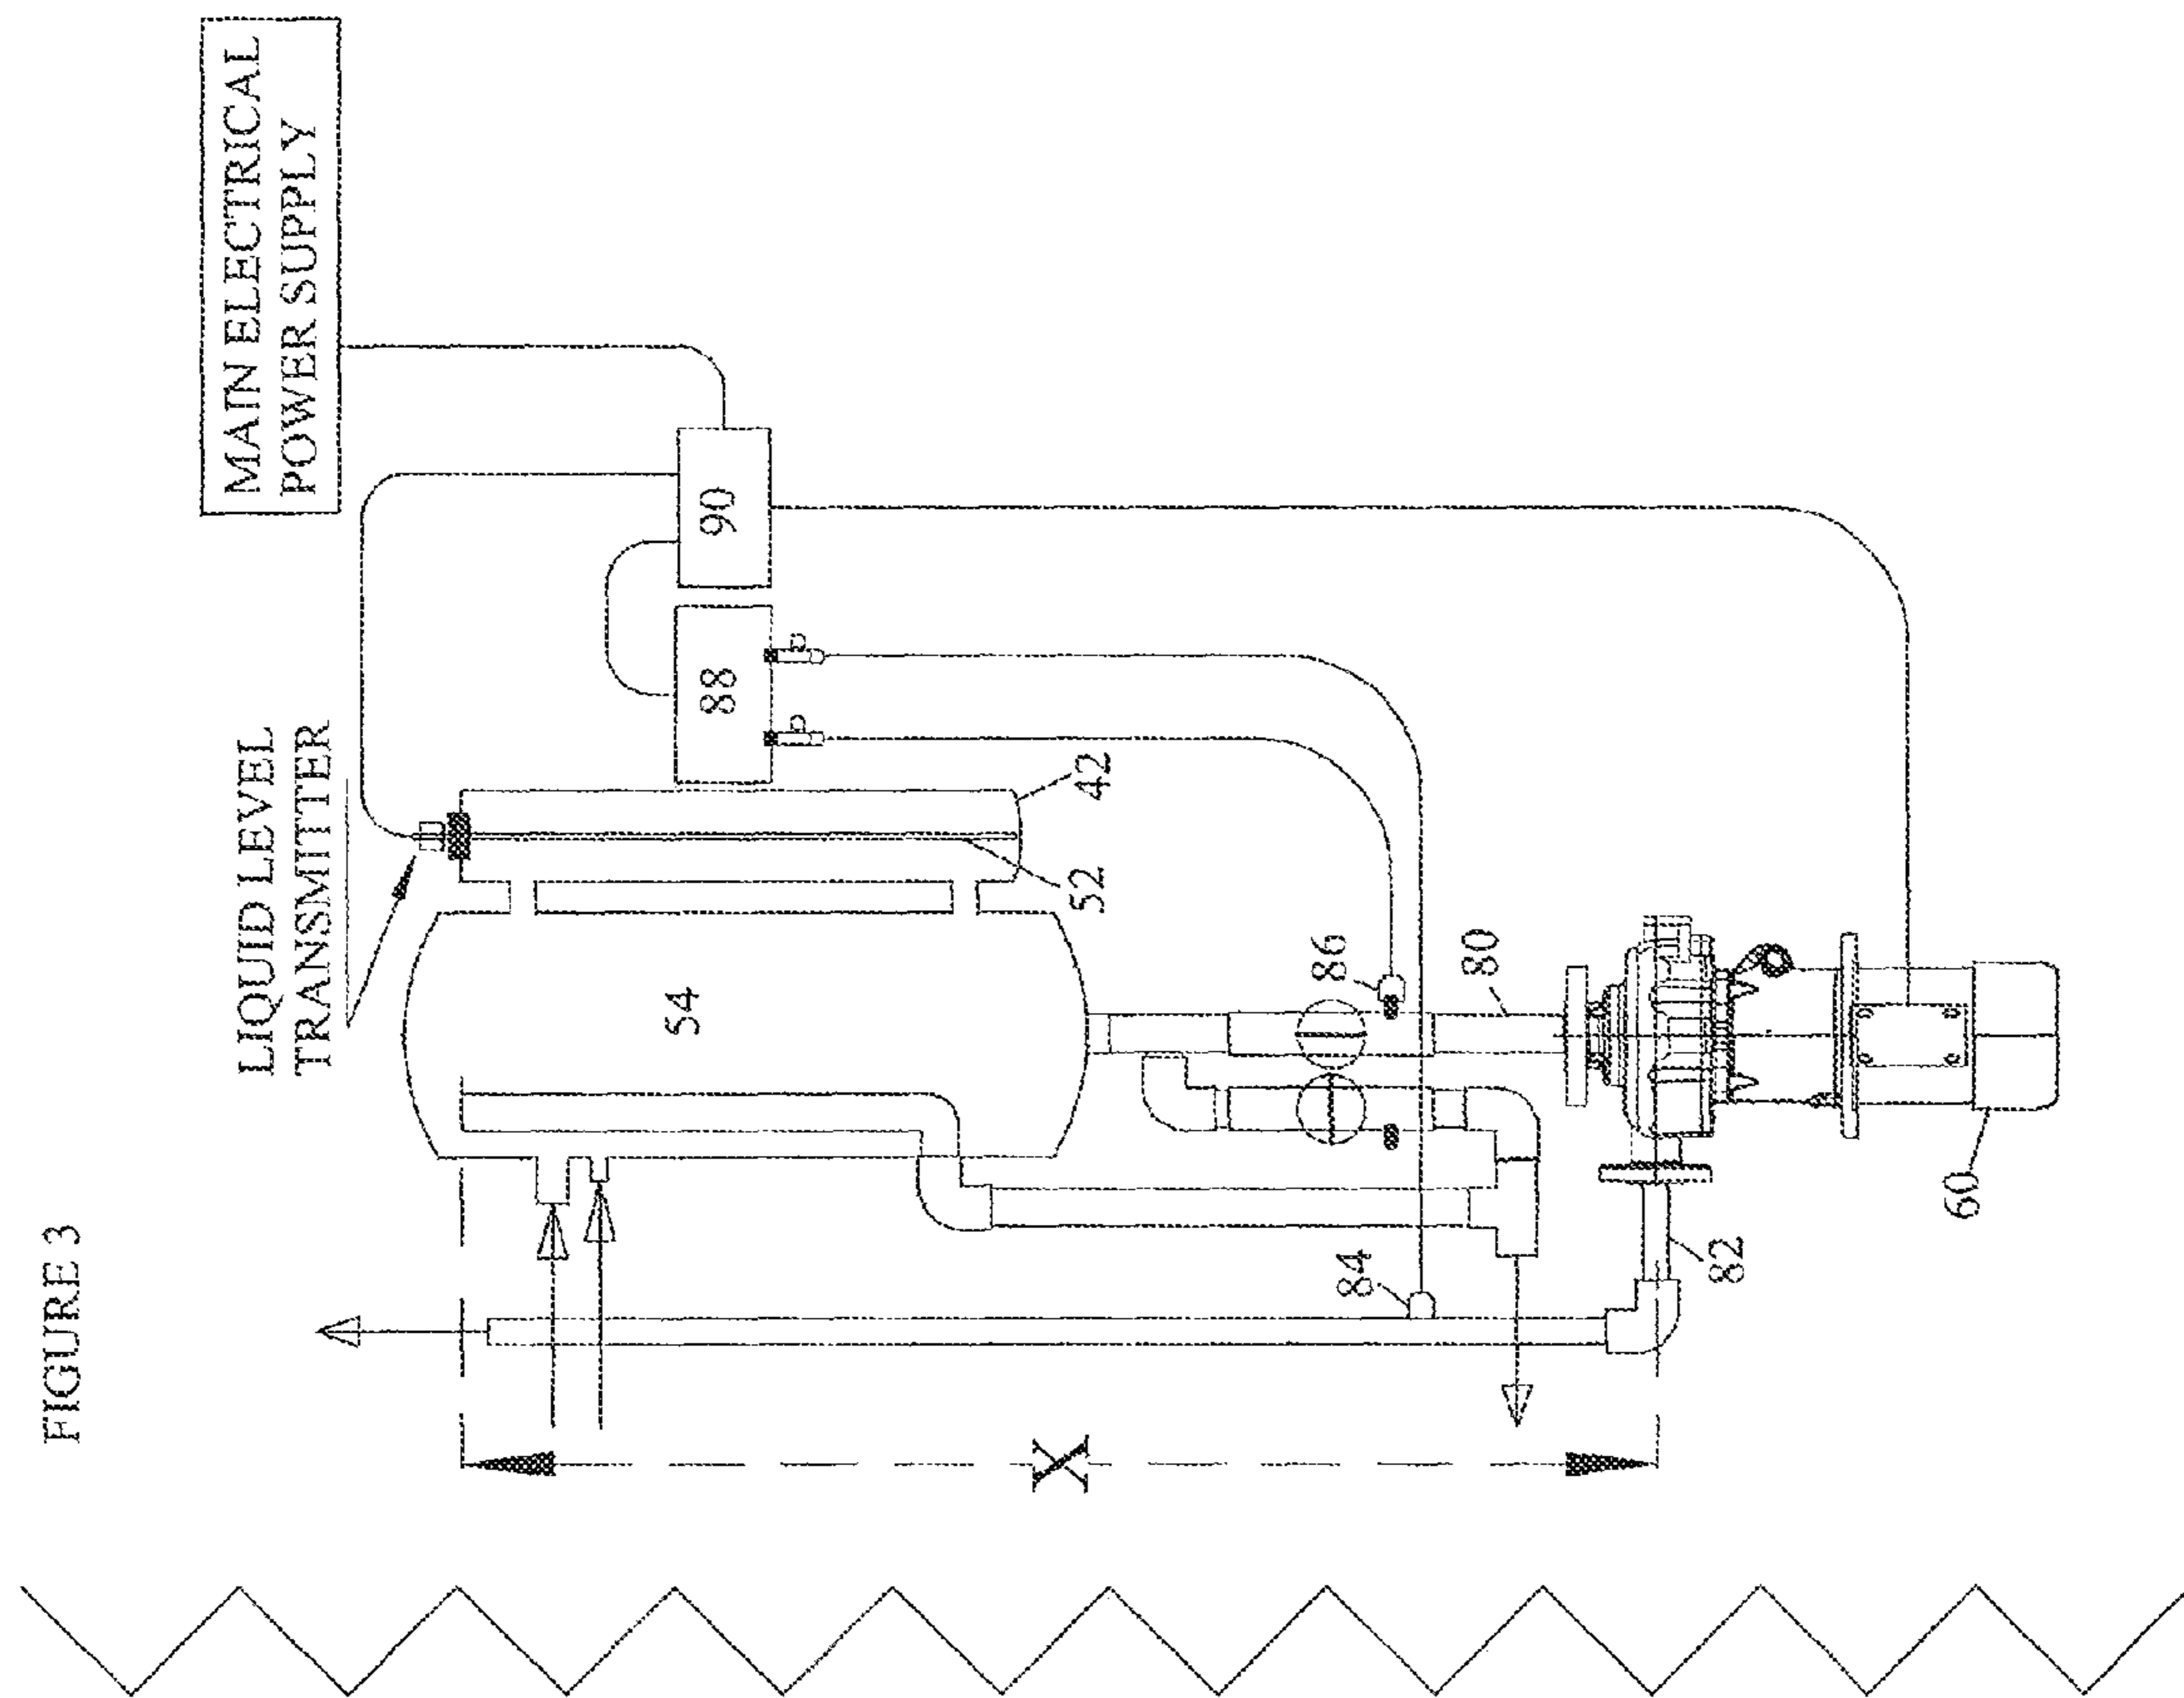 FIGURE 3
MAIN ELECTRICAL
POWER SUPPLY
LIQUID LEVEL
TRANSMITTER
90
88
42
52
54
86
80
84
82
60
X